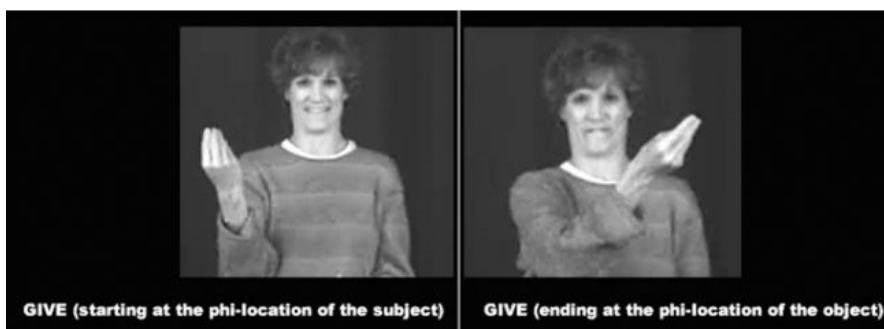 GIVE (starting at the phi-location of the subject)
GIVE (ending at the phi-location of the object)